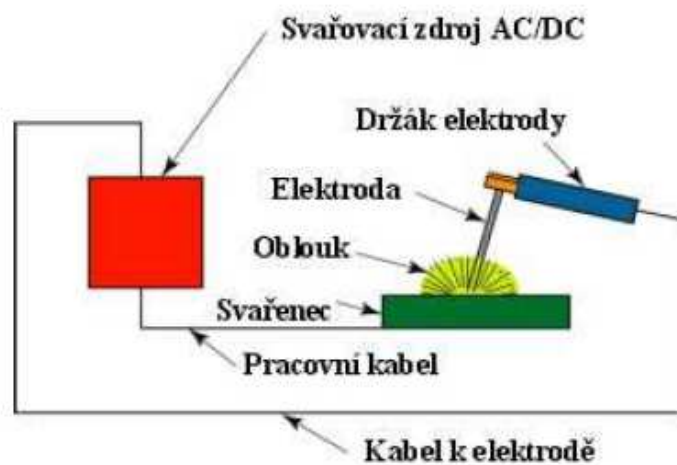 Svařovací zdroj AC/DC
Držák elektrody
Elektroda
Oblouk
Svařenec
Pracovní kabel
Kabel k elektrodě